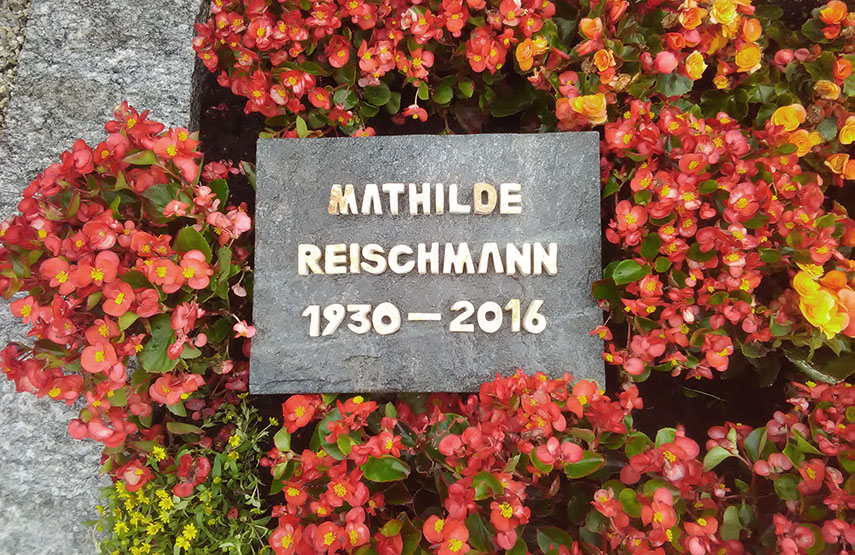 MATHILDE
REISCHMANN
1930 – 2016